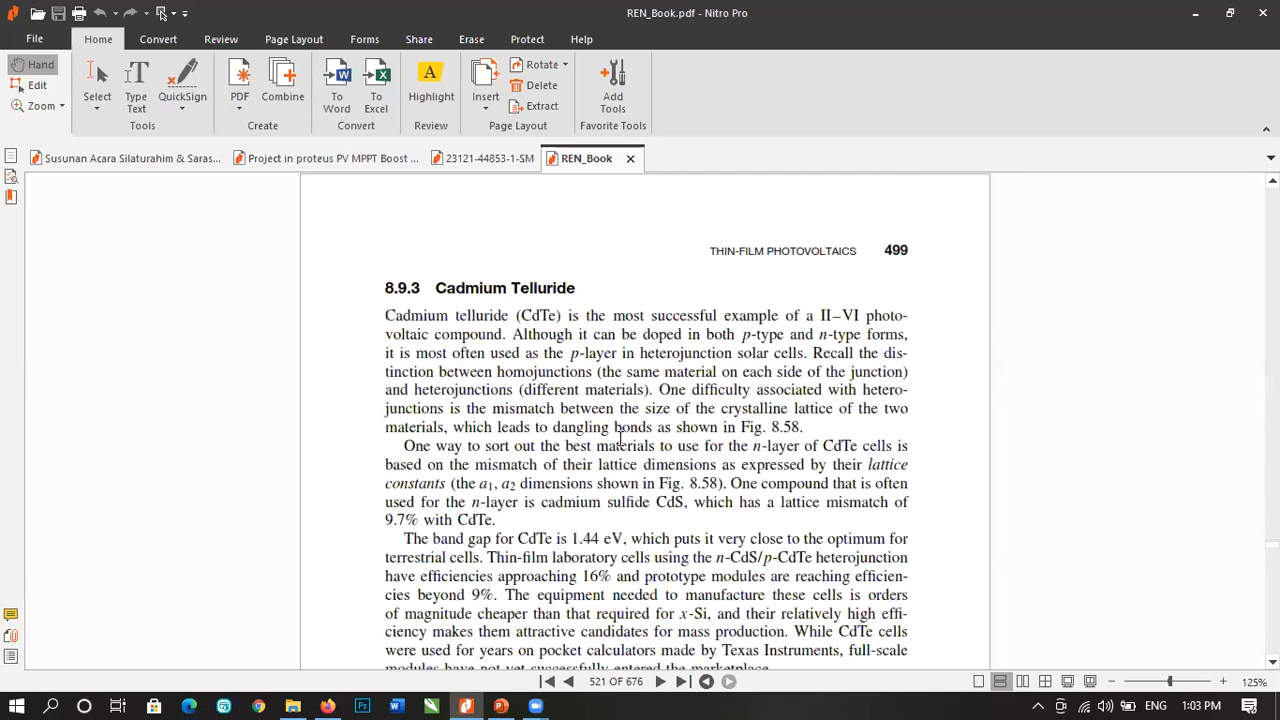 REN_Book.pdf - Nitro Pro
File Home Convert Review Page Layout Forms Share Erase Protect Help
Hand
Edit
Zoom
Select
Type Text
QuickSign
Tools
PDF
Combine
Create
To Word
To Excel
Convert
Highlight
Review
Insert
Rotate
Delete
Extract
Page Layout
Add Tools
Favorite Tools
Susunan Acara Silaturahim & Saras... Project in proteus PV MPPT Boost ... 23121-44853-1-SM REN_Book
THIN-FILM PHOTOVOLTAICS 499
8.9.3 Cadmium Telluride
Cadmium telluride (CdTe) is the most successful example of a II–VI photo-
voltaic compound. Although it can be doped in both p-type and n-type forms,
it is most often used as the p-layer in heterojunction solar cells. Recall the dis-
tinction between homojunctions (the same material on each side of the junction)
and heterojunctions (different materials). One difficulty associated with hetero-
junctions is the mismatch between the size of the crystalline lattice of the two
materials, which leads to dangling bonds as shown in Fig. 8.58.
One way to sort out the best materials to use for the n-layer of CdTe cells is
based on the mismatch of their lattice dimensions as expressed by their lattice
constants (the a1, a2 dimensions shown in Fig. 8.58). One compound that is often
used for the n-layer is cadmium sulfide CdS, which has a lattice mismatch of
9.7% with CdTe.
The band gap for CdTe is 1.44 eV, which puts it very close to the optimum for
terrestrial cells. Thin-film laboratory cells using the n-CdS/p-CdTe heterojunction
have efficiencies approaching 16% and prototype modules are reaching efficien-
cies beyond 9%. The equipment needed to manufacture these cells is orders
of magnitude cheaper than that required for x-Si, and their relatively high effi-
ciency makes them attractive candidates for mass production. While CdTe cells
were used for years on pocket calculators made by Texas Instruments, full-scale
modules have not yet successfully entered the marketplace.
521 OF 676
125%
1:03 PM